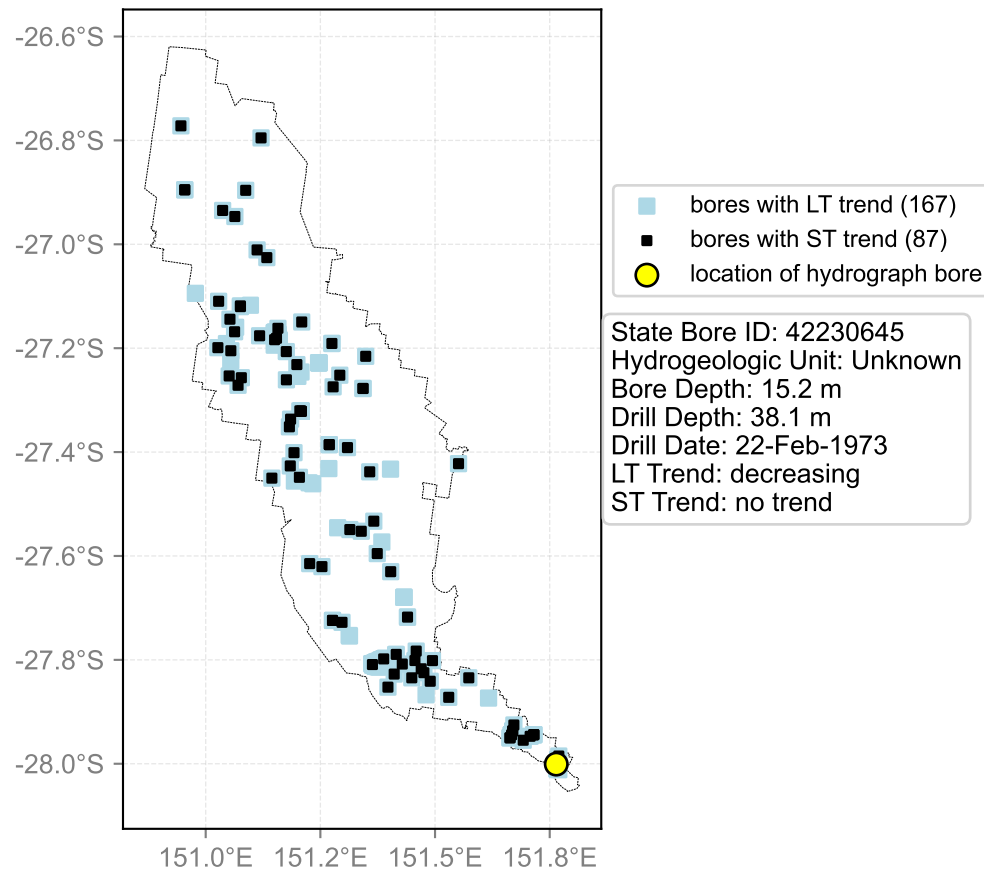 -26.6°S
-26.8°S
-27.0°S
-27.2°S
-27.4°S
-27.6°S
-27.8°S
-28.0°S
151.0°E
151.2°E
151.5°E
151.8°E
bores with LT trend (167)
bores with ST trend (87)
location of hydrograph bore
State Bore ID: 42230645
Hydrogeologic Unit: Unknown
Bore Depth: 15.2 m
Drill Depth: 38.1 m
Drill Date: 22-Feb-1973
LT Trend: decreasing
ST Trend: no trend